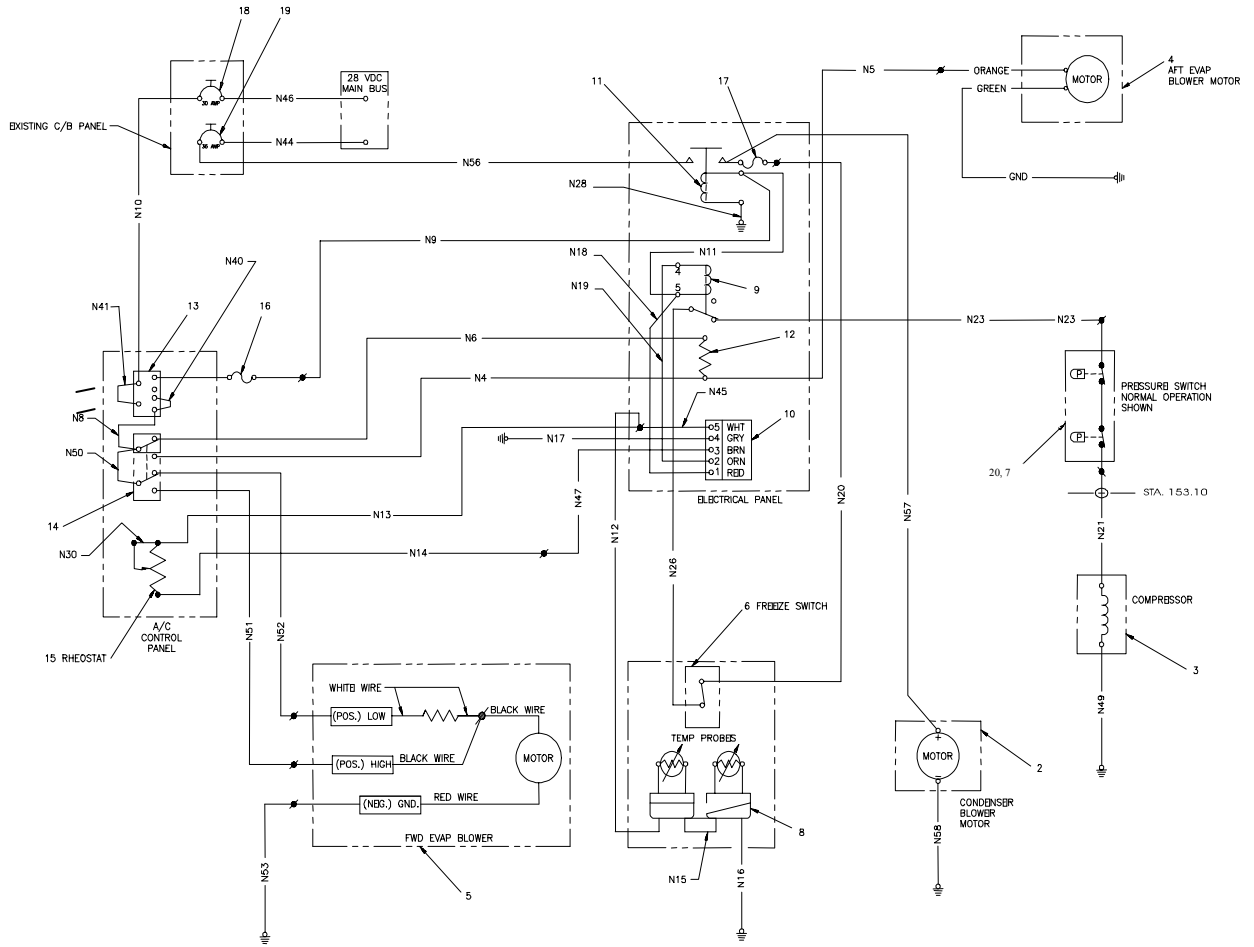 18
19
11
17
4
AFT EVAP
BLOWER MOTOR
N5
ORANGE
GREEN
MOTOR
28 VDC
MAIN BUS
30 AMP
N46
EXISTING C/B PANEL
N44
N56
N28
GND
N10
N9
N11
N40
N18
N19
4
5
9
N41
13
16
N6
12
N23
N23
N4
N45
PRESSURE SWITCH
NORMAL OPERATION
SHOWN
P
P
20, 7
N8
N50
N17
5 WHT
4 GRY
3 BRN
2 ORN
1 RED
10
ELECTRICAL PANEL
14
N13
N47
N12
N20
N57
STA. 153.10
N21
N30
N14
N26
A/C
CONTROL
PANEL
15 RHEOSTAT
N51
N52
6 FREEZE SWITCH
COMPRESSOR
3
N49
WHITE WIRE
(POS.) LOW
BLACK WIRE
(POS.) HIGH
BLACK WIRE
MOTOR
(NEG.) GND.
RED WIRE
FWD EVAP BLOWER
5
N53
TEMP PROBES
8
N15
N16
+
MOTOR
−
2
CONDENSER
BLOWER
MOTOR
N58